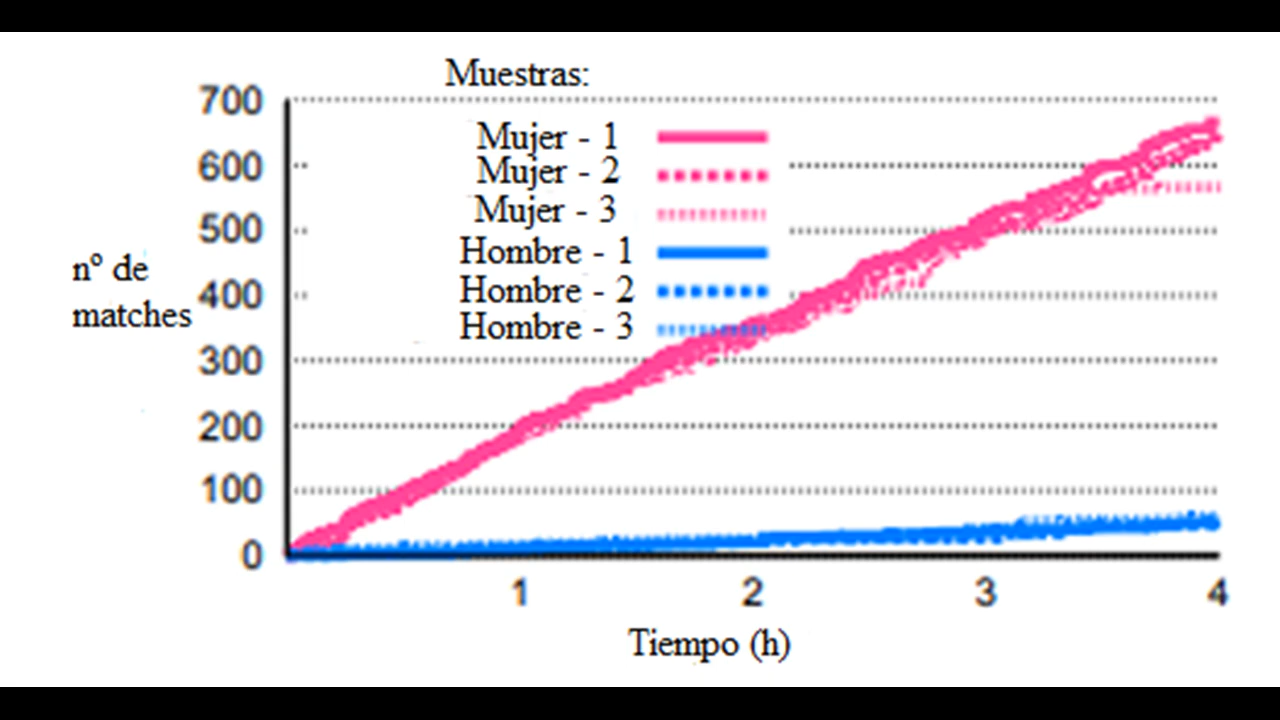 Muestras:
700
600
500
400
300
200
100
0
nº de
matches
Mujer - 1
Mujer - 2
Mujer - 3
Hombre - 1
Hombre - 2
Hombre - 3
1 2 3 4
Tiempo (h)